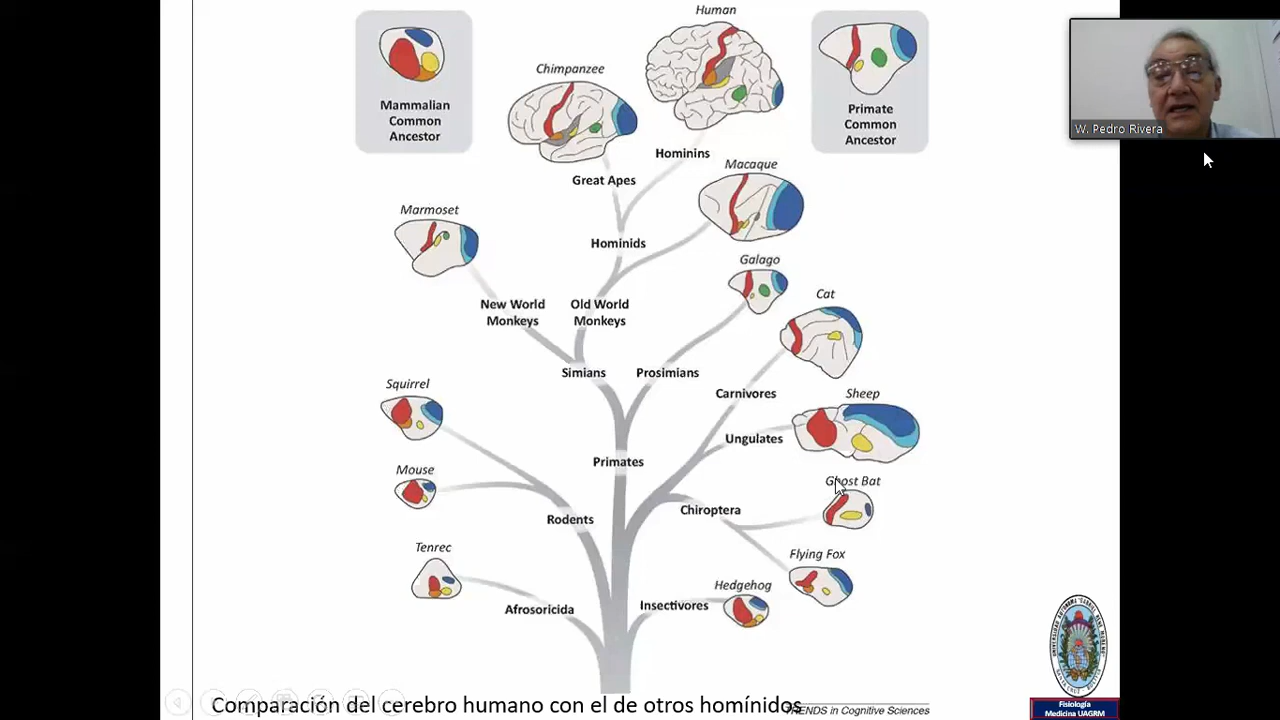 Human
Mammalian
Common
Ancestor
Chimpanzee
Primate
Common
Ancestor
W. Pedro Rivera
Hominins
Great Apes
Macaque
Marmoset
Hominids
Galago
Cat
New World
Monkeys
Old World
Monkeys
Simians
Prosimians
Squirrel
Carnivores
Sheep
Ungulates
Primates
Mouse
Ghost Bat
Rodents
Chiroptera
Tenrec
Flying Fox
Hedgehog
Afrosoricida
Insectivores
Comparación del cerebro humano con el de otros homínidos
TRENDS in Cognitive Sciences
Fisiología
Medicina UAGRM